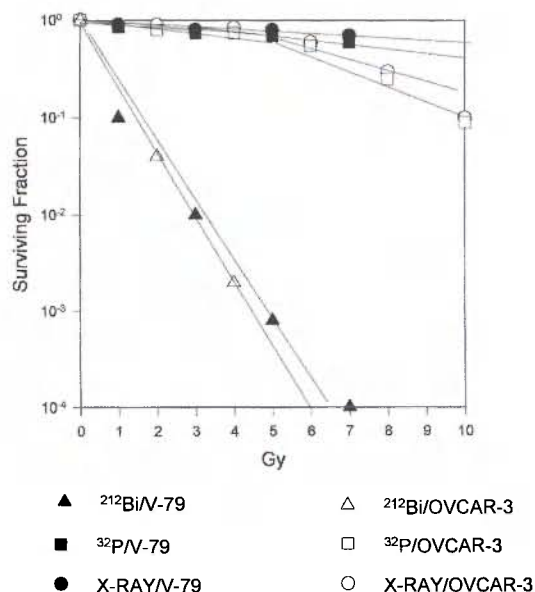 10⁰
10⁻¹
10⁻²
10⁻³
10⁻⁴
Surviving Fraction
0 1 2 3 4 5 6 7 8 9 10
Gy
▲ ²¹²Bi/V-79
△ ²¹²Bi/OVCAR-3
■ ³²P/V-79
□ ³²P/OVCAR-3
● X-RAY/V-79
○ X-RAY/OVCAR-3